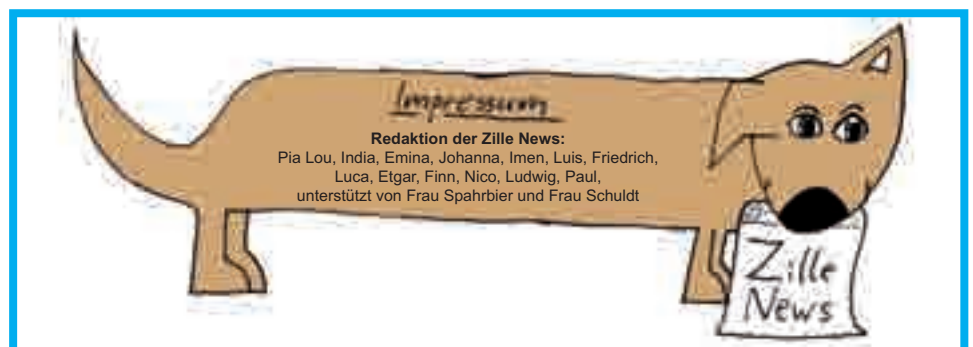 Impressum
Redaktion der Zille News:
Pia Lou, India, Emina, Johanna, Imen, Luis, Friedrich,
Luca, Etgar, Finn, Nico, Ludwig, Paul,
unterstützt von Frau Spahrbier und Frau Schuldt
Zille
News